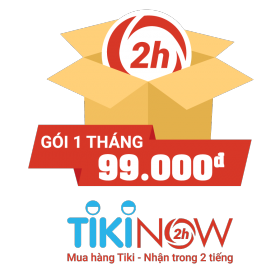 2h
GÓI 1 THÁNG
99.000đ
TIKINOW
2h
Mua hàng Tiki - Nhận trong 2 tiếng